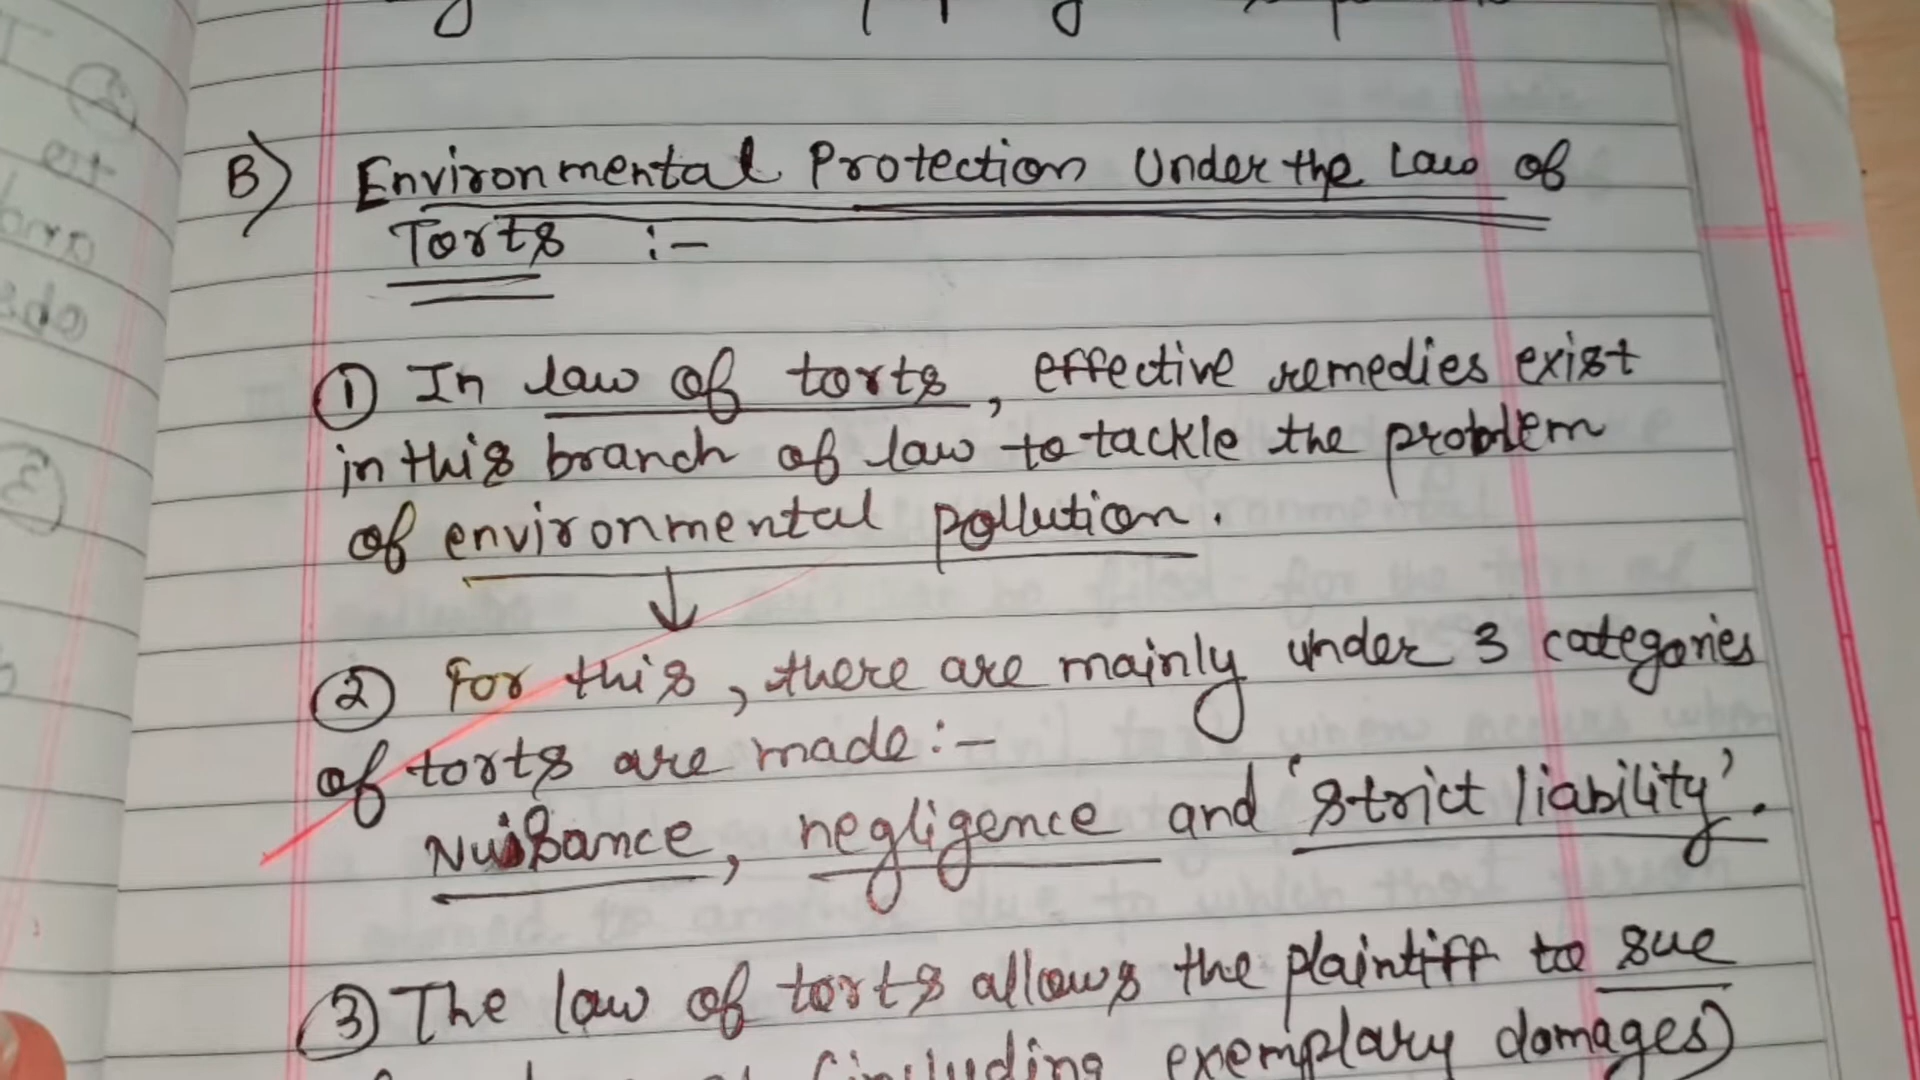 B) Environmental Protection Under the Law of
Torts :-
① In law of torts, effective remedies exist
in this branch of law to tackle the problem
of environmental pollution.
↓
② For this, there are mainly under 3 categories
of torts are made:-
Nuisance, negligence and 'strict liability'.
③ The law of torts allows the plaintiff to sue
(including exemplary damages)